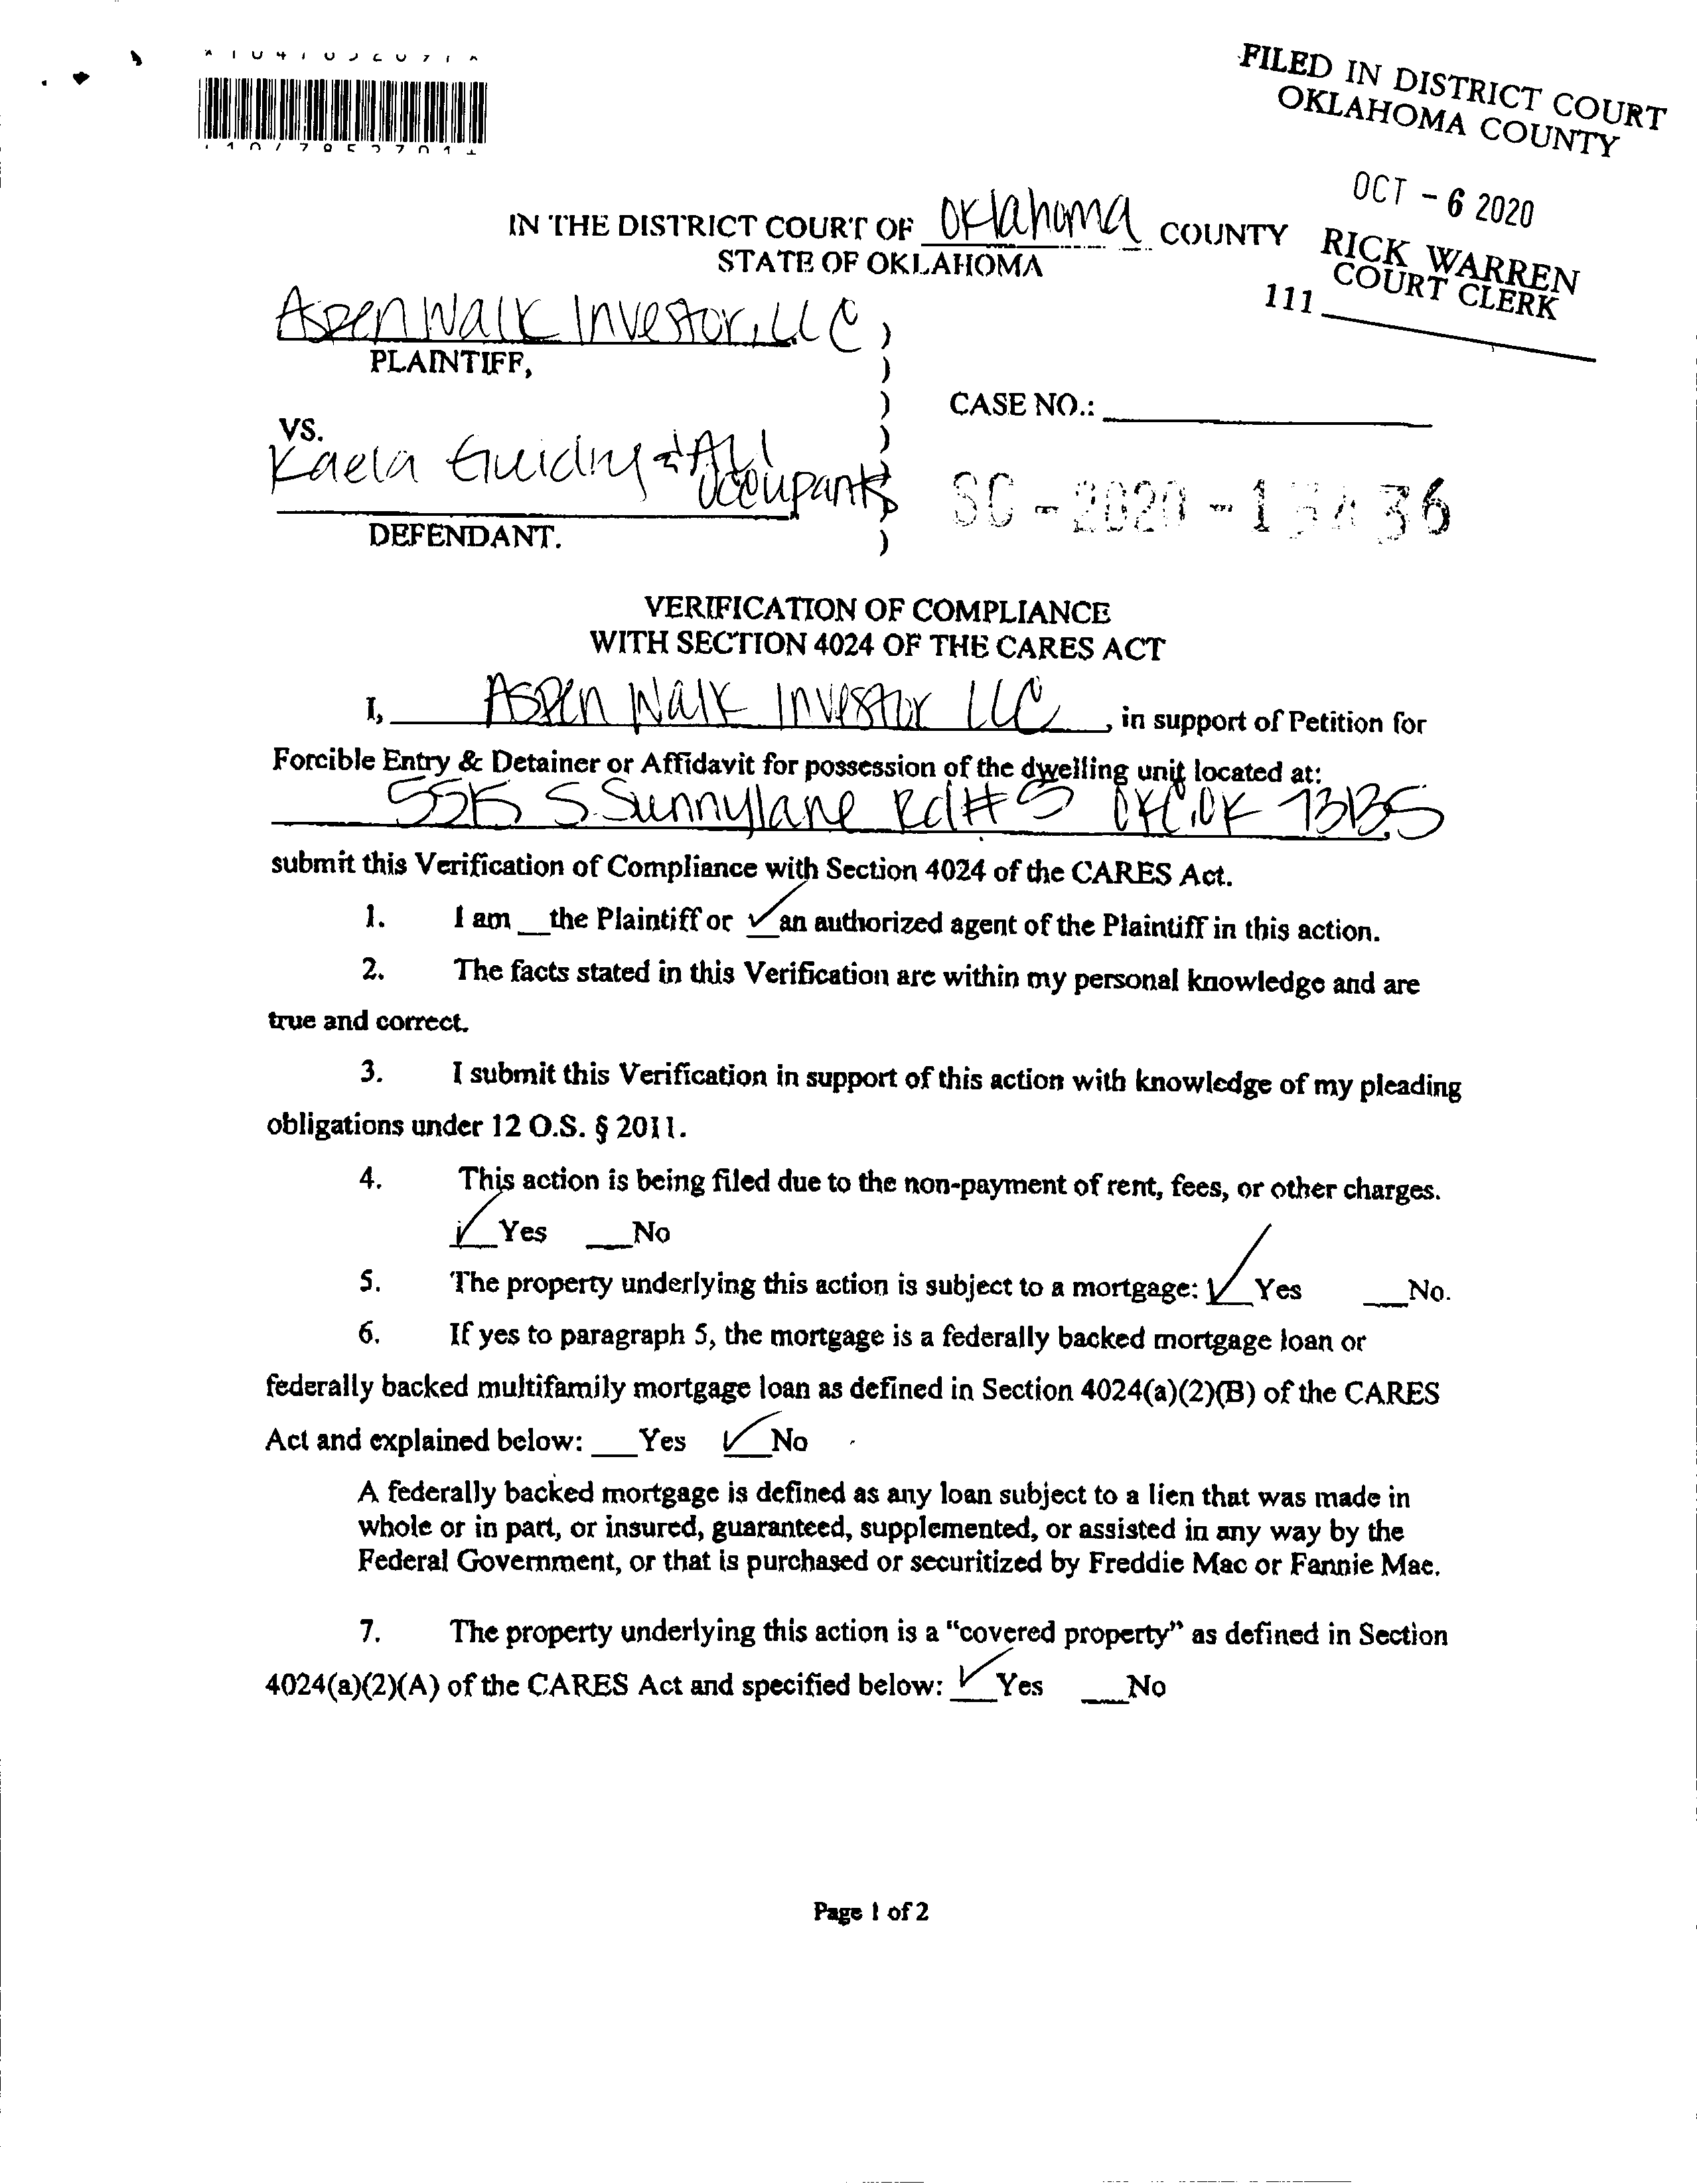 FILED IN DISTRICT COURT
OKLAHOMA COUNTY
OCT - 6 2020
RICK WARREN
COURT CLERK
111
IN THE DISTRICT COURT OF Oklahoma COUNTY
STATE OF OKLAHOMA
Aspen Walk Investor, LLC )
PLAINTIFF, )
) CASE NO.:
VS. )
Kaela Guidry & All
Occupants )
SC-2020-1 36
DEFENDANT. )
VERIFICATION OF COMPLIANCE
WITH SECTION 4024 OF THE CARES ACT
I, Aspen Walk Investor LLC, in support of Petition for
Forcible Entry & Detainer or Affidavit for possession of the dwelling unit located at:
5515 S. Sunnylane Rd # 5 OKC, OK 73135
submit this Verification of Compliance with Section 4024 of the CARES Act.
1. I am __the Plaintiff or ✓an authorized agent of the Plaintiff in this action.
2. The facts stated in this Verification are within my personal knowledge and are
true and correct.
3. I submit this Verification in support of this action with knowledge of my pleading
obligations under 12 O.S. § 2011.
4. This action is being filed due to the non-payment of rent, fees, or other charges.
✓Yes ___No
5. The property underlying this action is subject to a mortgage: ✓Yes ___No.
6. If yes to paragraph 5, the mortgage is a federally backed mortgage loan or
federally backed multifamily mortgage loan as defined in Section 4024(a)(2)(B) of the CARES
Act and explained below: ___Yes ✓No
A federally backed mortgage is defined as any loan subject to a lien that was made in
whole or in part, or insured, guaranteed, supplemented, or assisted in any way by the
Federal Government, or that is purchased or securitized by Freddie Mac or Fannie Mae.
7. The property underlying this action is a "covered property" as defined in Section
4024(a)(2)(A) of the CARES Act and specified below: ✓Yes ___No
Page 1 of 2